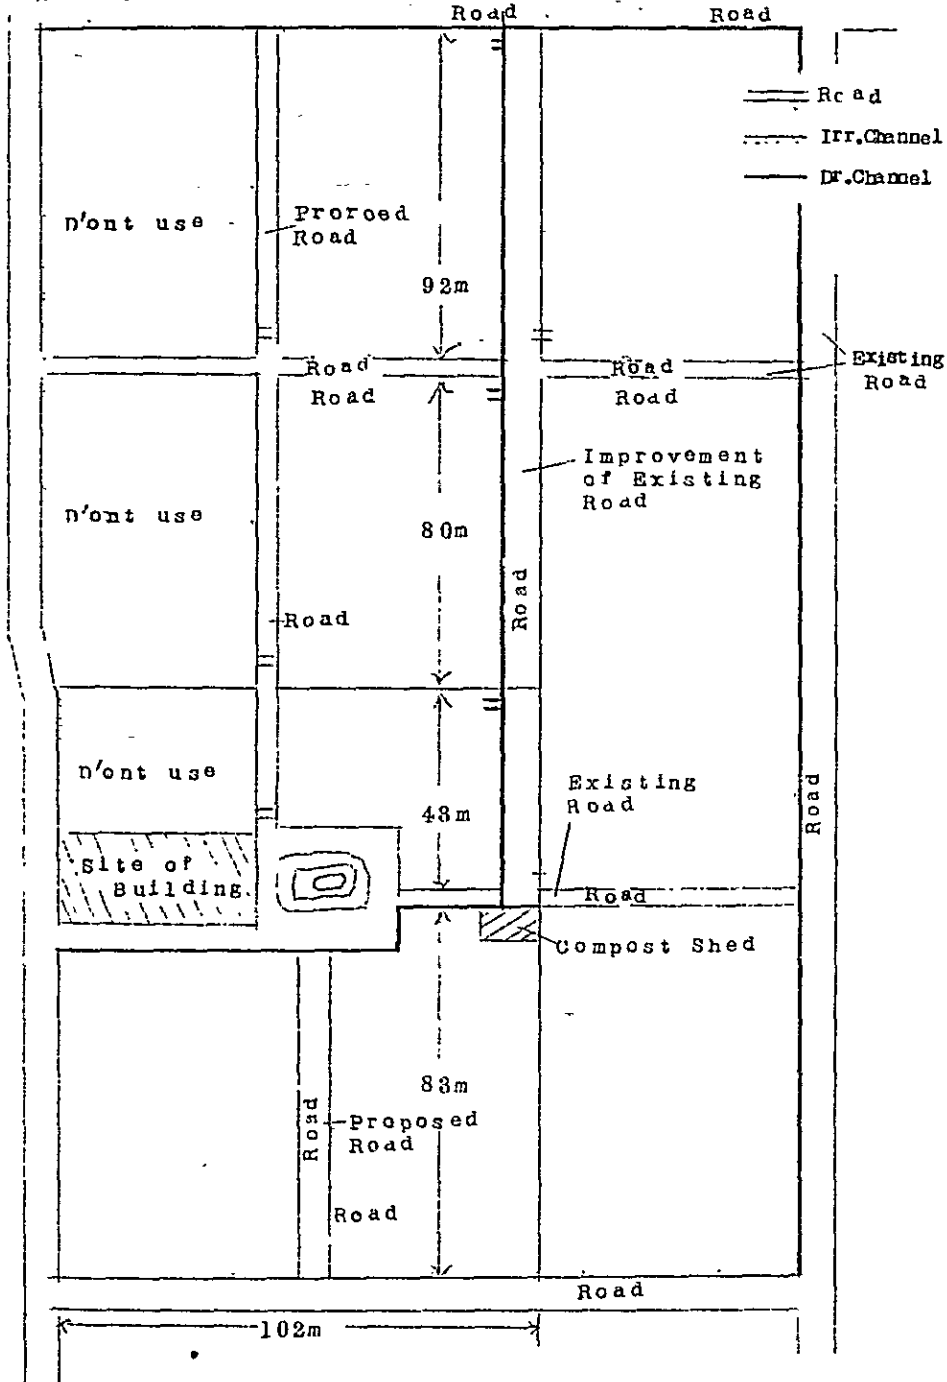 Road
Road
Rcad
Irr.Channel
Dr.Channel
D'ont use
Proroed
Road
92m
Road
Road
Road
Road
Existing
Road
Improvement
of Existing
Road
D'ont use
80m
Road
Road
D'ont use
43m
Existing
Road
Road
Site of
Building.
Road
Compost Shed
83m
Road
Proposed
Road
Road
Road
102m